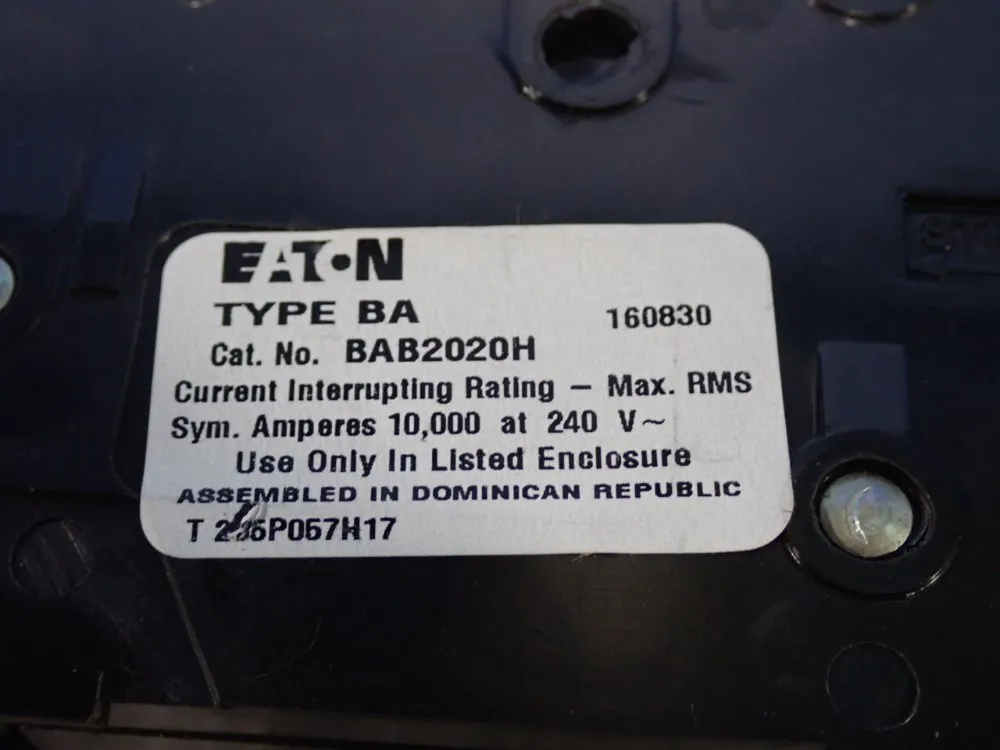 EATON
TYPE BA 160830
Cat. No. BAB2020H
Current Interrupting Rating – Max. RMS
Sym. Amperes 10,000 at 240 V~
Use Only In Listed Enclosure
ASSEMBLED IN DOMINICAN REPUBLIC
T